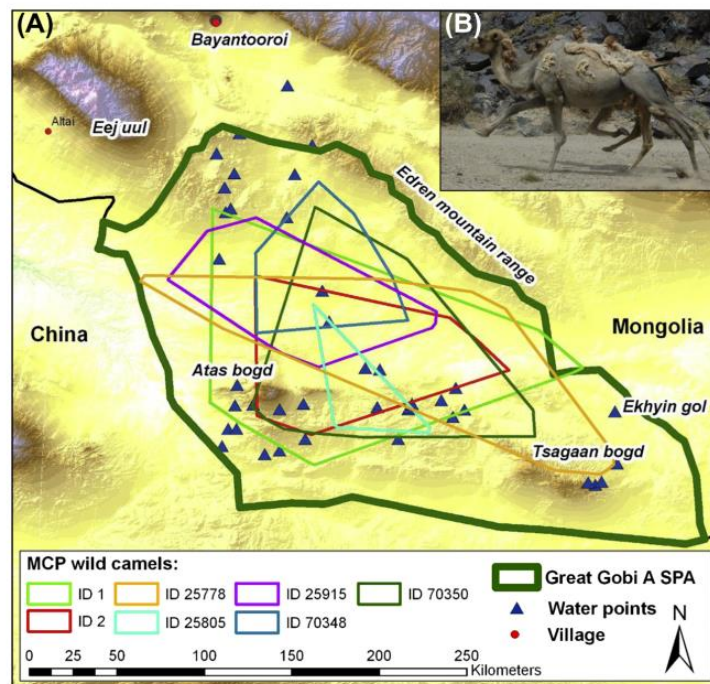 (A)
(B)
Bayantooroi
Altai
Eej uul
Edren mountain range
China
Mongolia
Atas bogd
Ekhyin gol
Tsagaan bogd
MCP wild camels:
ID 1
ID 25778
ID 25915
ID 70350
ID 2
ID 25805
ID 70348
Great Gobi A SPA
Water points
Village
N
0 25 50 100 150 200 250
Kilometers